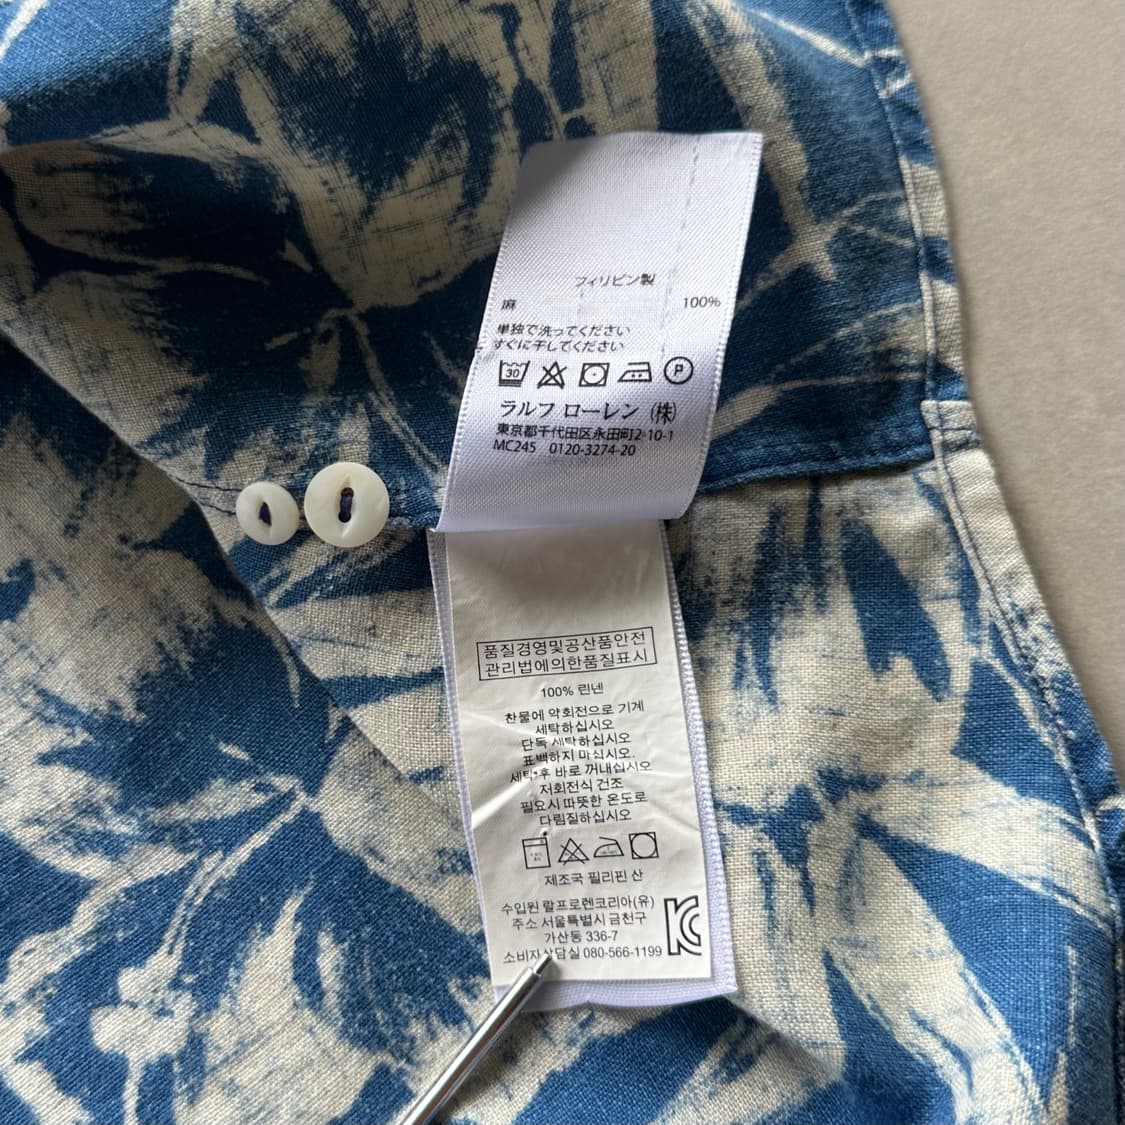 フィリピン製
麻 100%
単独で洗ってください
すぐに干してください
30 P
ラルフ ローレン (株)
東京都千代田区永田町2-10-1
MC245 0120-3274-20
품질경영및공산품안전
관리법에의한품질표시
100% 린넨
찬물에 약회전으로 기계
세탁하십시오
단독 세탁하십시오
표백하지 마십시오.
세탁후 바로 꺼내십시오
저회전식 건조
필요시 따뜻한 온도로
다림질하십시오
제조국 필리핀 산
수입원 랄프로렌코리아(유)
주소 서울특별시 금천구
가산동 336-7
소비자상담실 080-566-1199